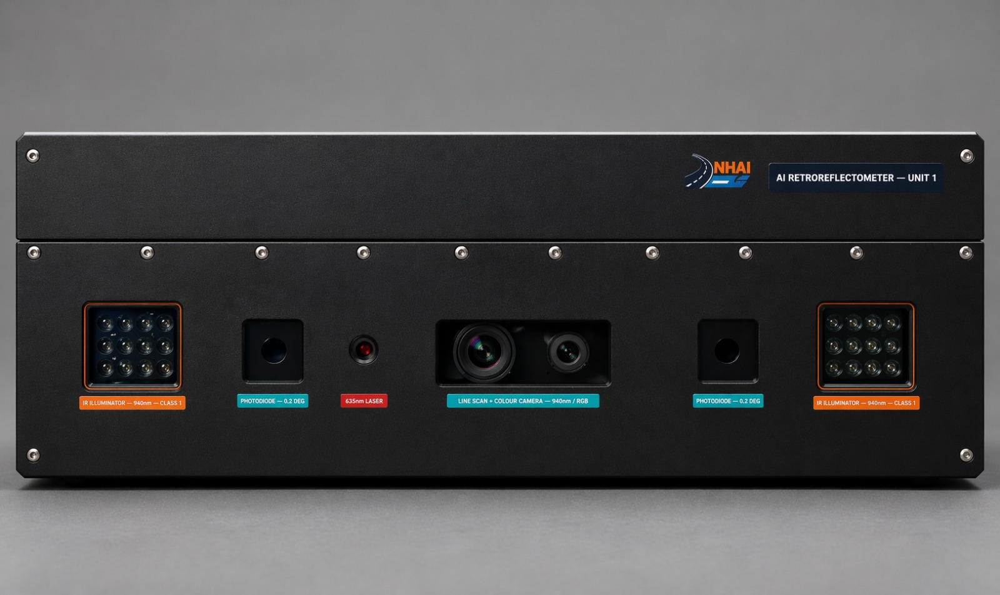 NHAI
AI RETROREFLECTOMETER — UNIT 1
IR ILLUMINATOR — 940nm — CLASS 1
PHOTODIODE — 0.2 DEG
635nm LASER
LINE SCAN + COLOUR CAMERA — 940nm / RGB
PHOTODIODE — 0.2 DEG
IR ILLUMINATOR — 940nm — CLASS 1